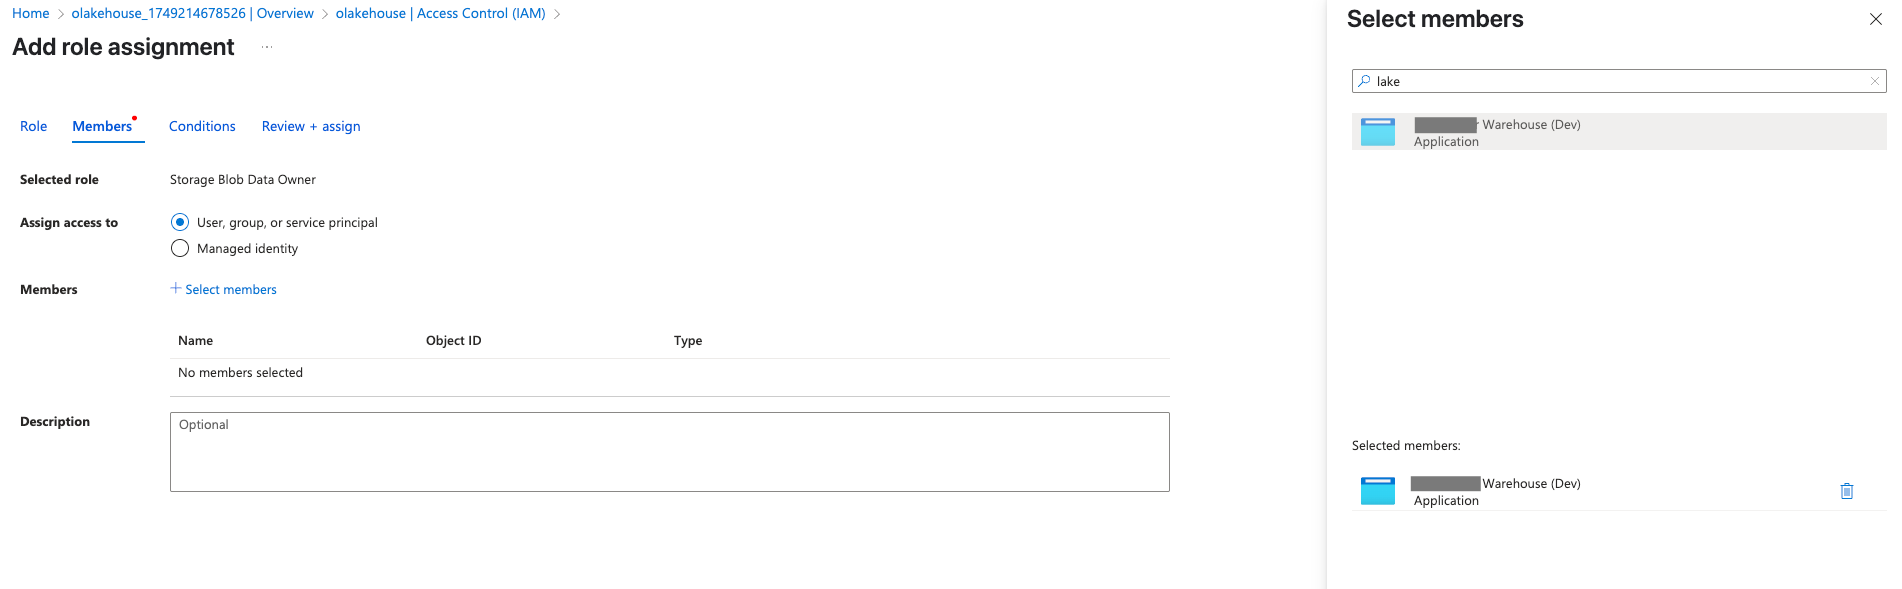 Home > olakehouse_1749214678526 | Overview > olakehouse | Access Control (IAM) >
Add role assignment ...
Role Members Conditions Review + assign
Selected role Storage Blob Data Owner
Assign access to User, group, or service principal
Managed identity
Members + Select members
Name Object ID Type
No members selected
Description Optional
Select members
lake
Warehouse (Dev)
Application
Selected members:
Warehouse (Dev)
Application